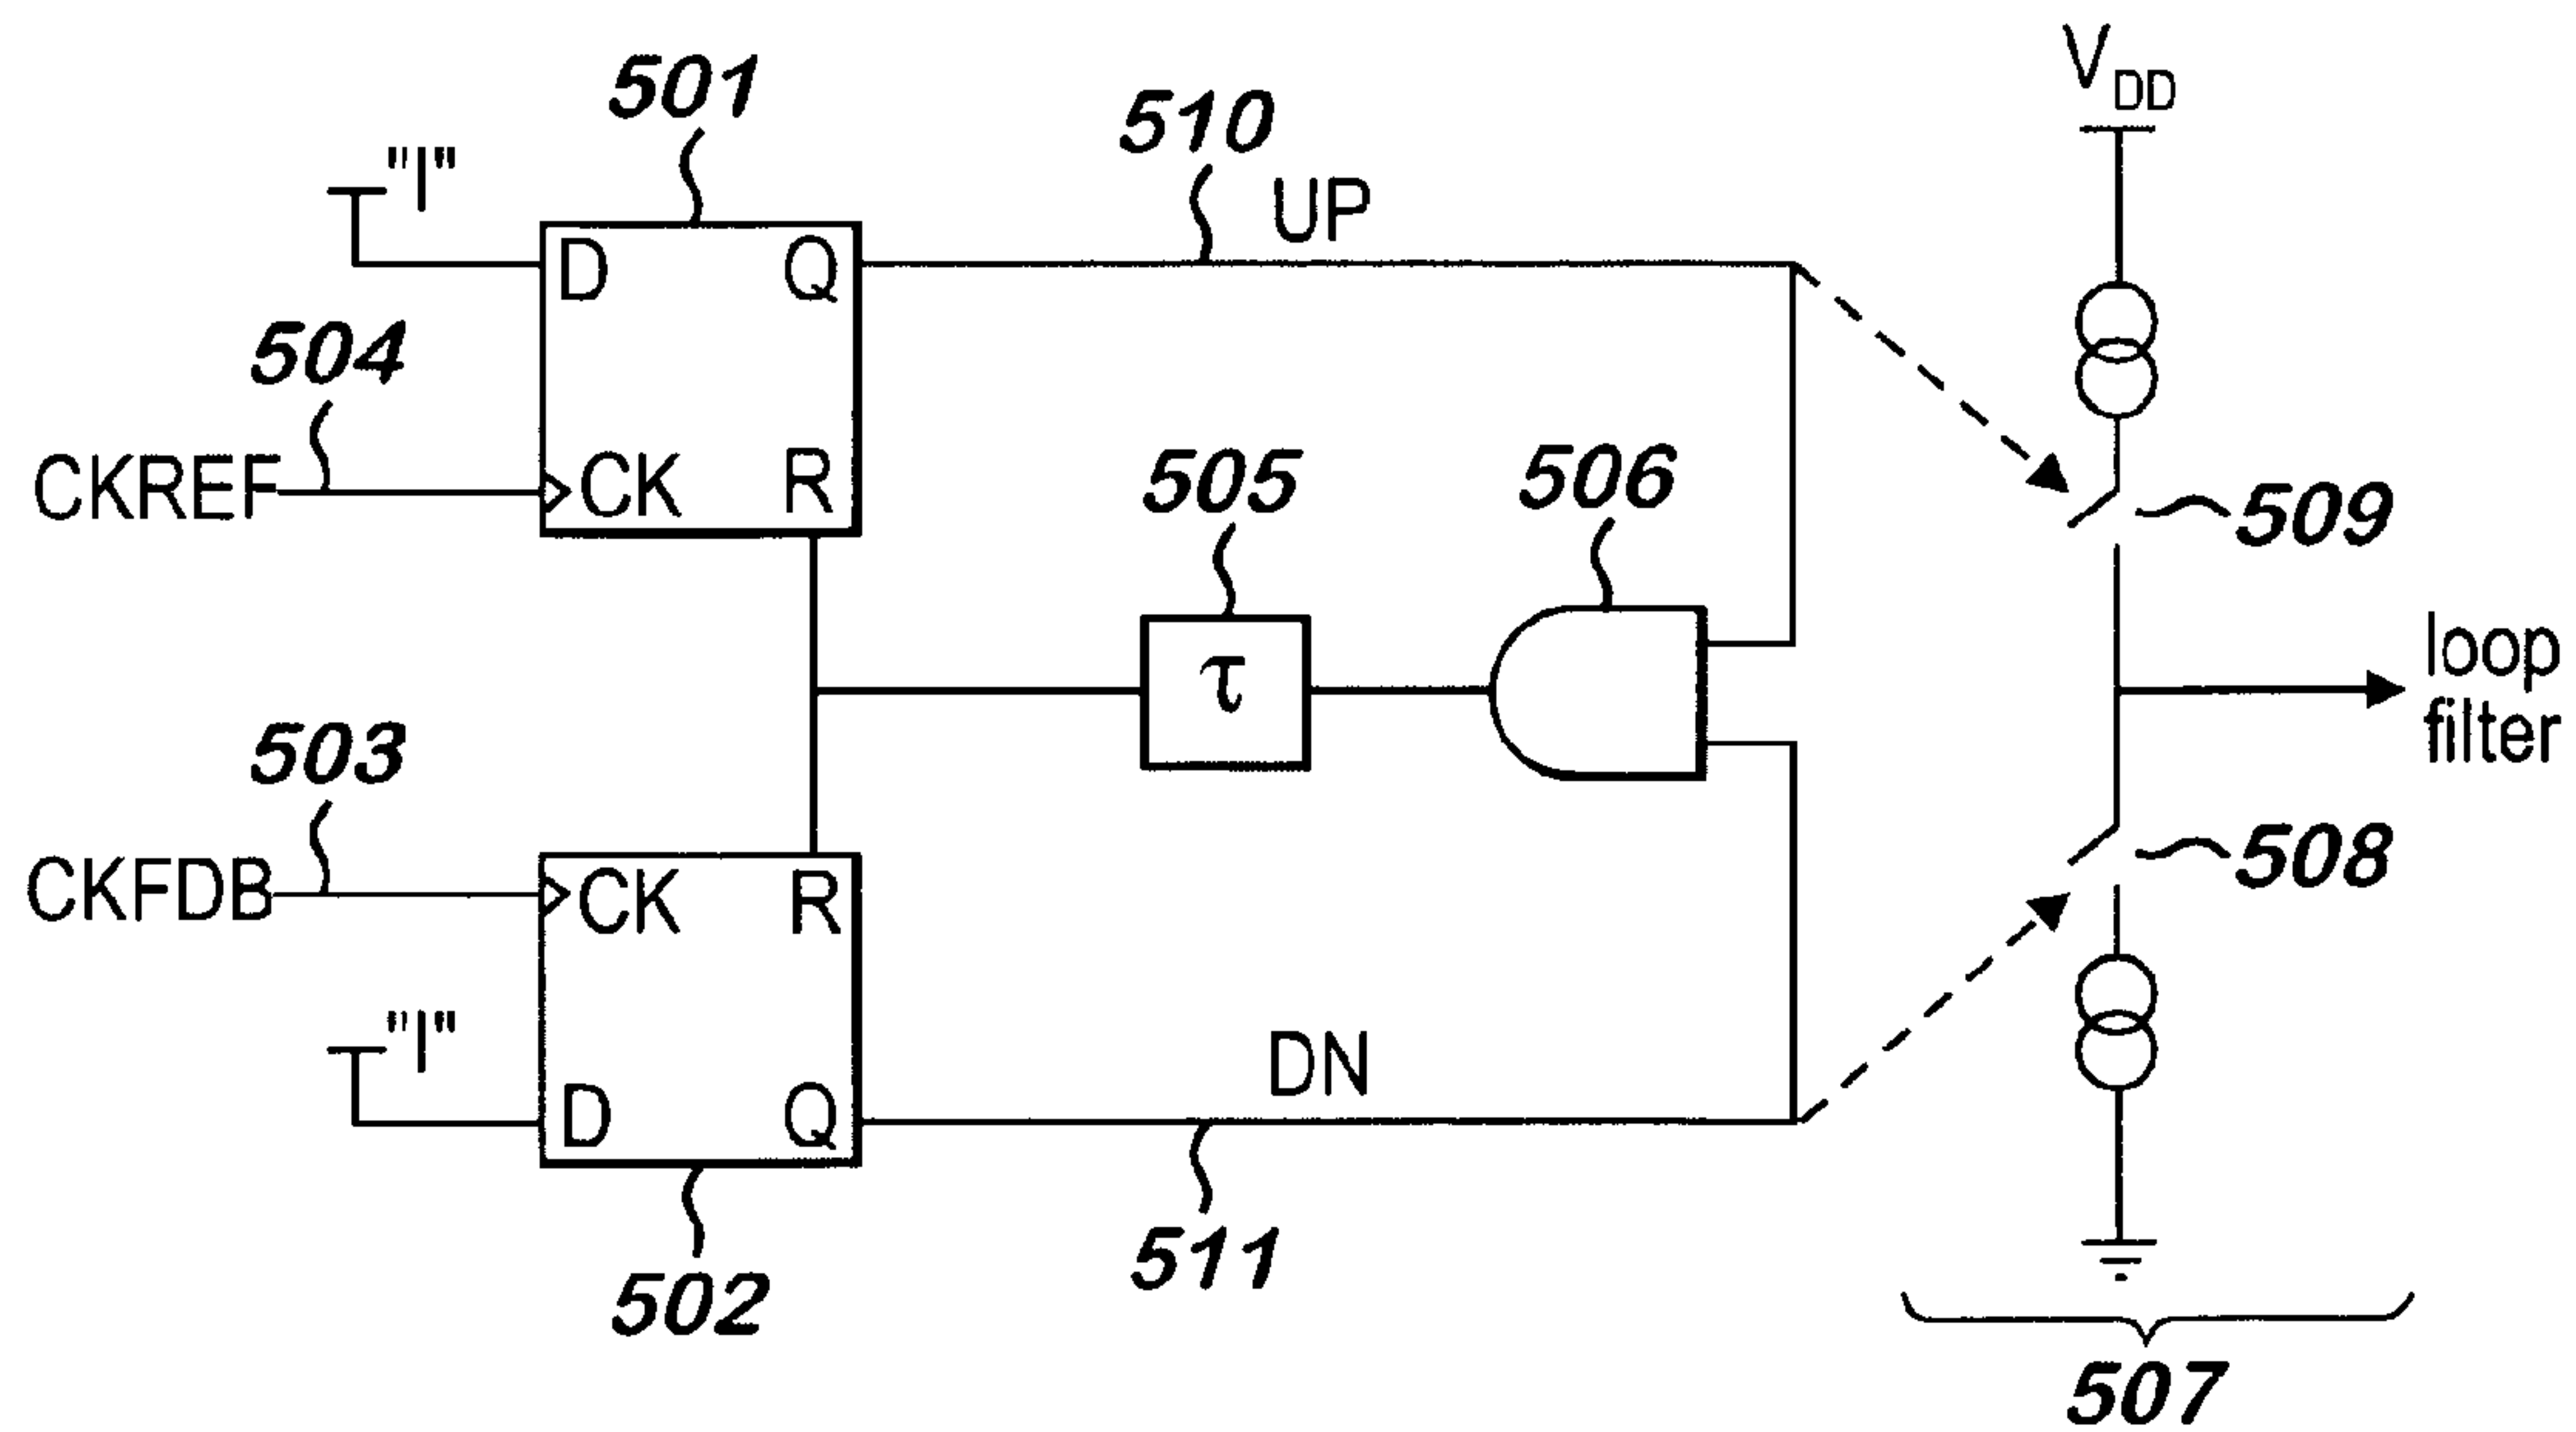 V_DD
501
510
"I"
UP
D Q
504
CKREF
CK R
505
506
509
τ
loop
filter
503
CKFDB
CK R
508
"I"
DN
D Q
511
502
507